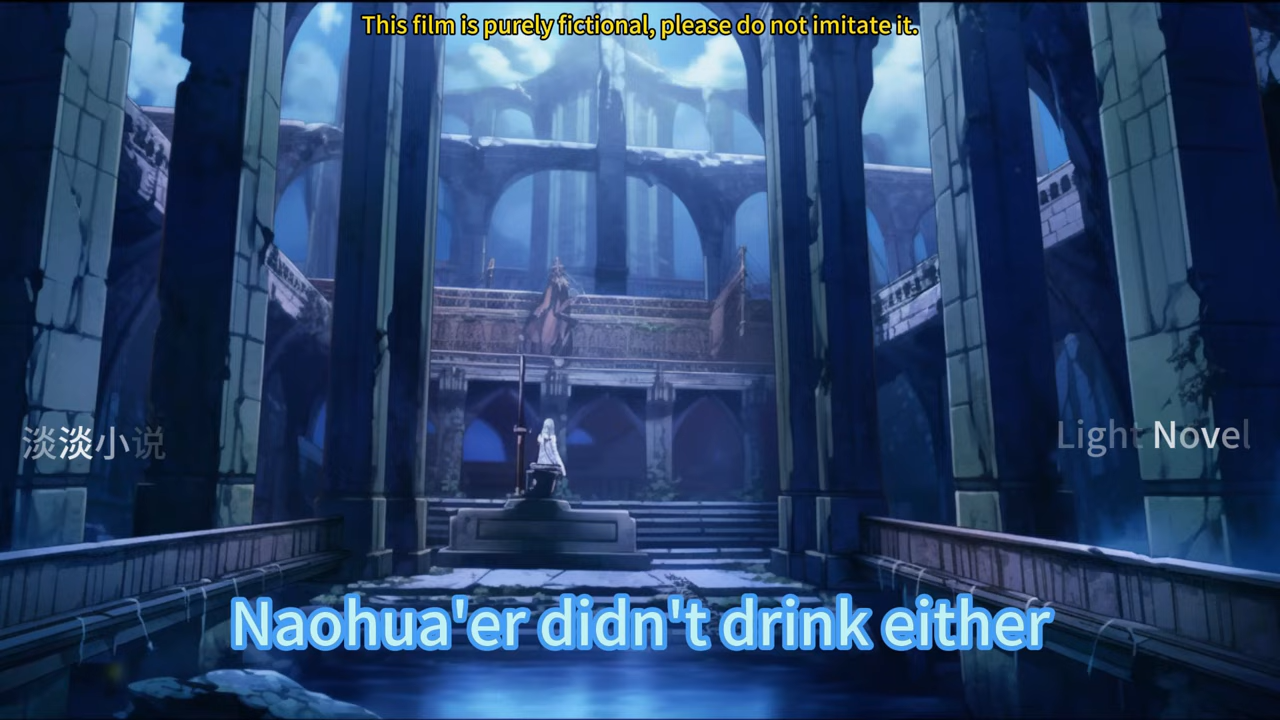 This film is purely fictional, please do not imitate it.
淡淡小说
Light Novel
Naohua'er didn't drink either